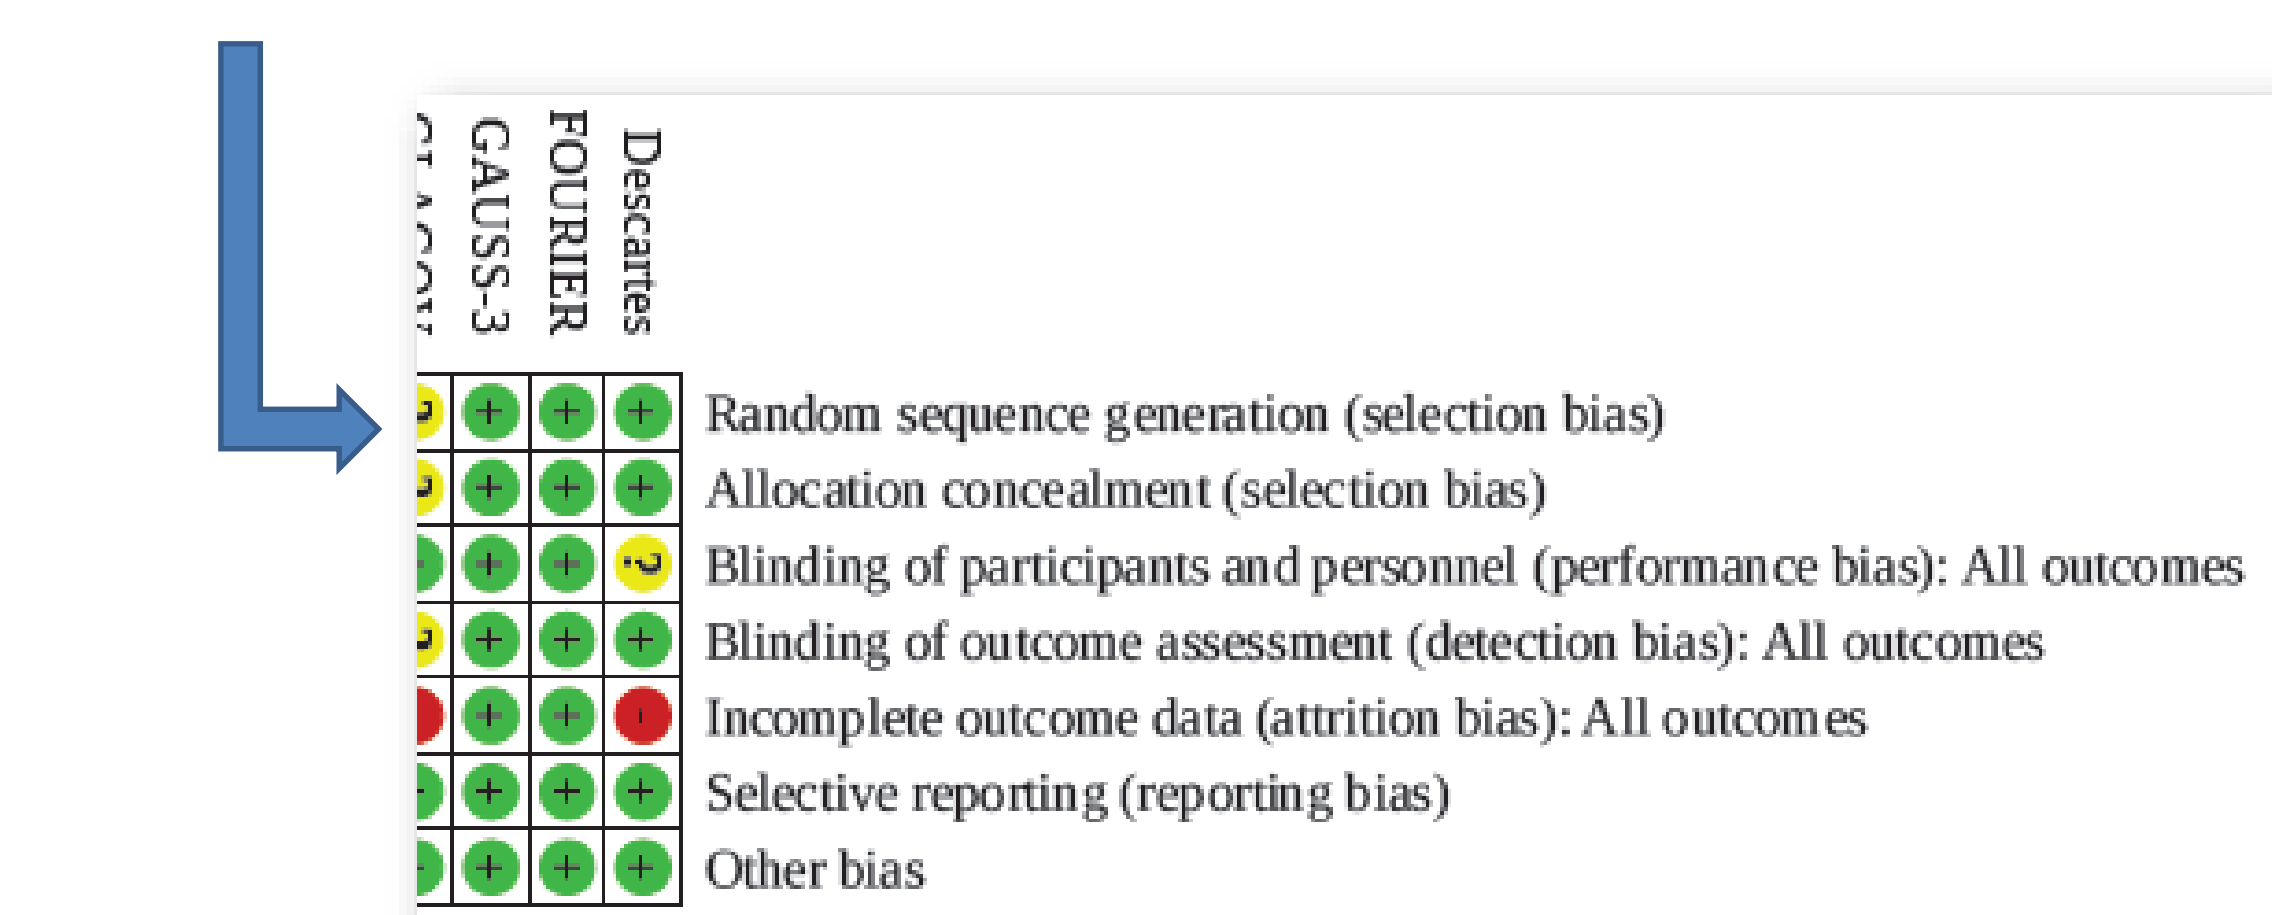 GAUSS-3
FOURIER
Descartes
? + + + Random sequence generation (selection bias)
? + + + Allocation concealment (selection bias)
+ + ? Blinding of participants and personnel (performance bias): All outcomes
? + + + Blinding of outcome assessment (detection bias): All outcomes
+ + - Incomplete outcome data (attrition bias): All outcomes
+ + + Selective reporting (reporting bias)
+ + + Other bias